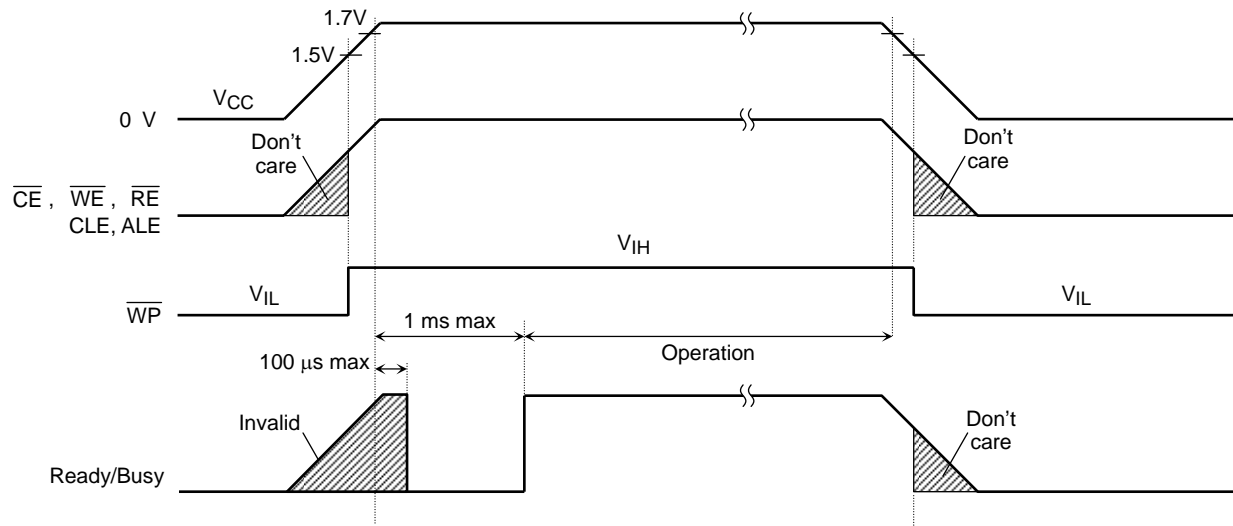 1.7V
1.5V
VCC
0 V
Don't
care
Don't
care
CE , WE , RE
CLE, ALE
VIH
VIL
VIL
WP
1 ms max
Operation
100 μs max
Invalid
Don't
care
Ready/Busy